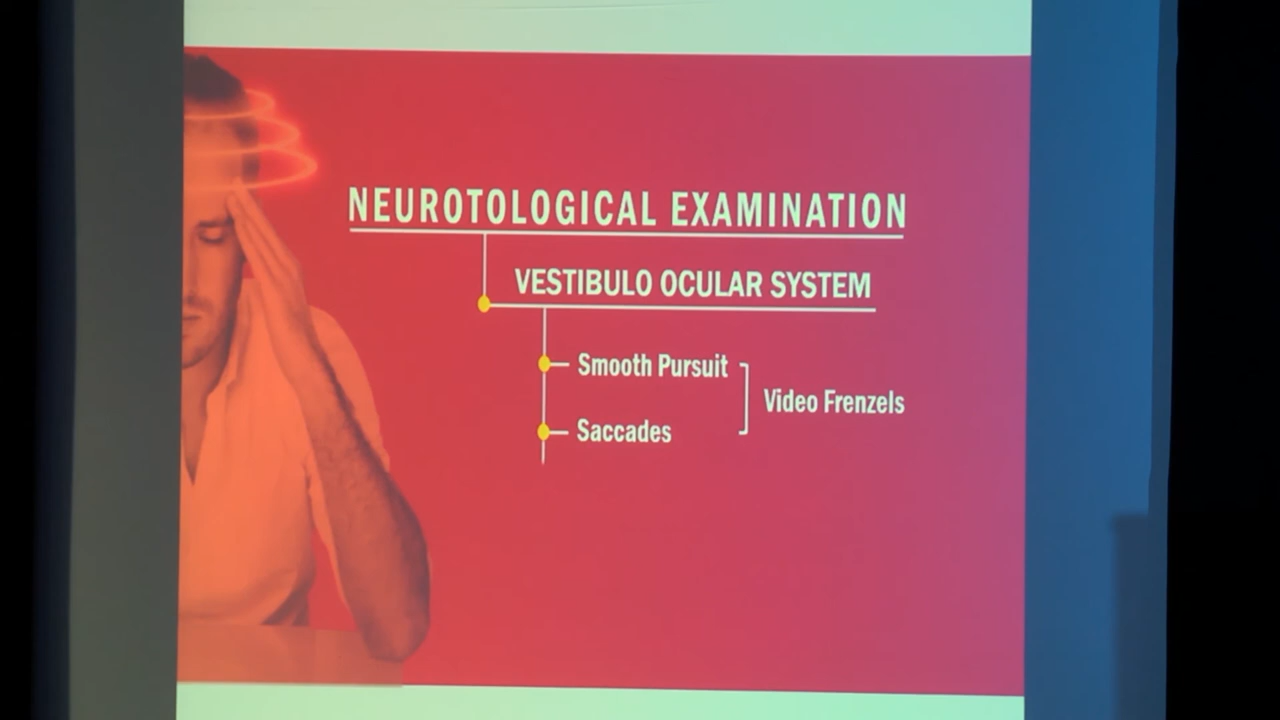 NEUROTOLOGICAL EXAMINATION
VESTIBULO OCULAR SYSTEM
Smooth Pursuit
Video Frenzels
Saccades